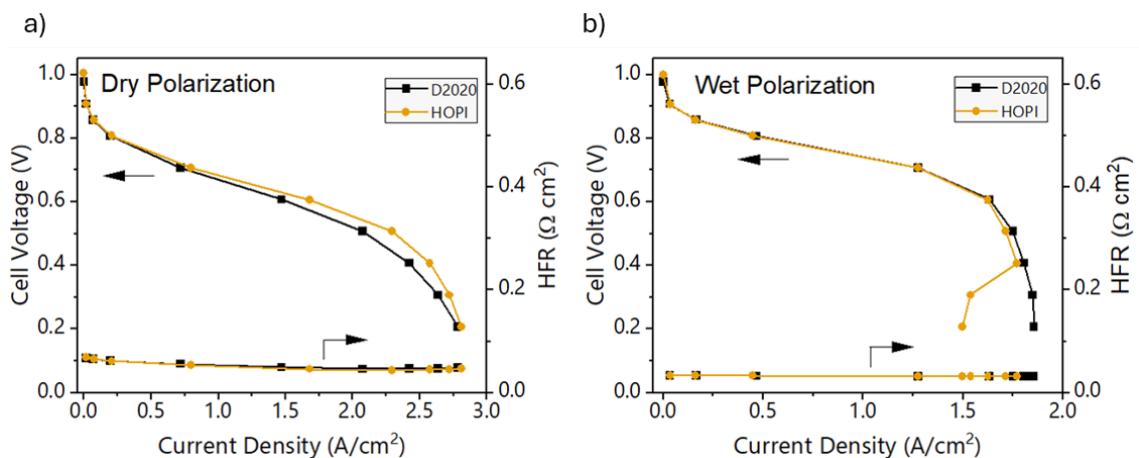 a)
Dry Polarization
D2020
HOPI
1.0
0.8
0.6
0.4
0.2
0.0
Cell Voltage (V)
0.6
0.4
0.2
0.0
HFR (Ω cm²)
0.0 0.5 1.0 1.5 2.0 2.5 3.0
Current Density (A/cm²)
b)
Wet Polarization
D2020
HOPI
1.0
0.8
0.6
0.4
0.2
0.0
Cell Voltage (V)
0.6
0.4
0.2
0.0
HFR (Ω cm²)
0.0 0.5 1.0 1.5 2.0
Current Density (A/cm²)